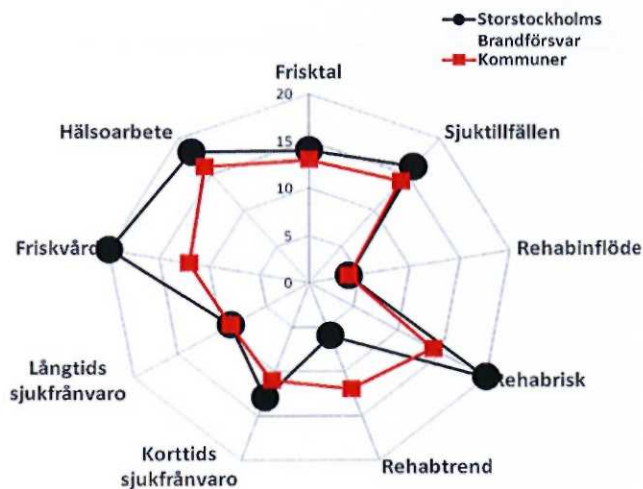 Storstockholms
Brandförsvar
Kommuner
Frisktal
20
15
10
5
0
Sjuktillfällen
Rehabinflöde
Rehabrisk
Rehabtrend
Korttids
sjukfrånvaro
Långtids
sjukfrånvaro
Friskvård
Hälsoarbete